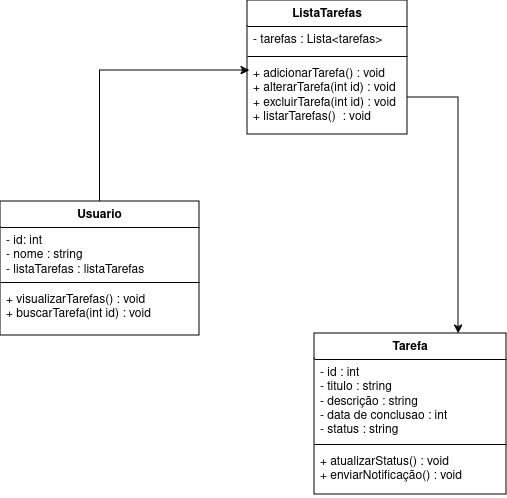 ListaTarefas
- tarefas : Lista<tarefas>
+ adicionarTarefa() : void
+ alterarTarefa(int id) : void
+ excluirTarefa(int id) : void
+ listarTarefas()  : void
Usuario
- id: int
- nome : string
- listaTarefas : listaTarefas
+ visualizarTarefas() : void
+ buscarTarefa(int id) : void
Tarefa
- id : int
- titulo : string
- descrição : string
- data de conclusao : int
- status : string
+ atualizarStatus() : void
+ enviarNotificação() : void